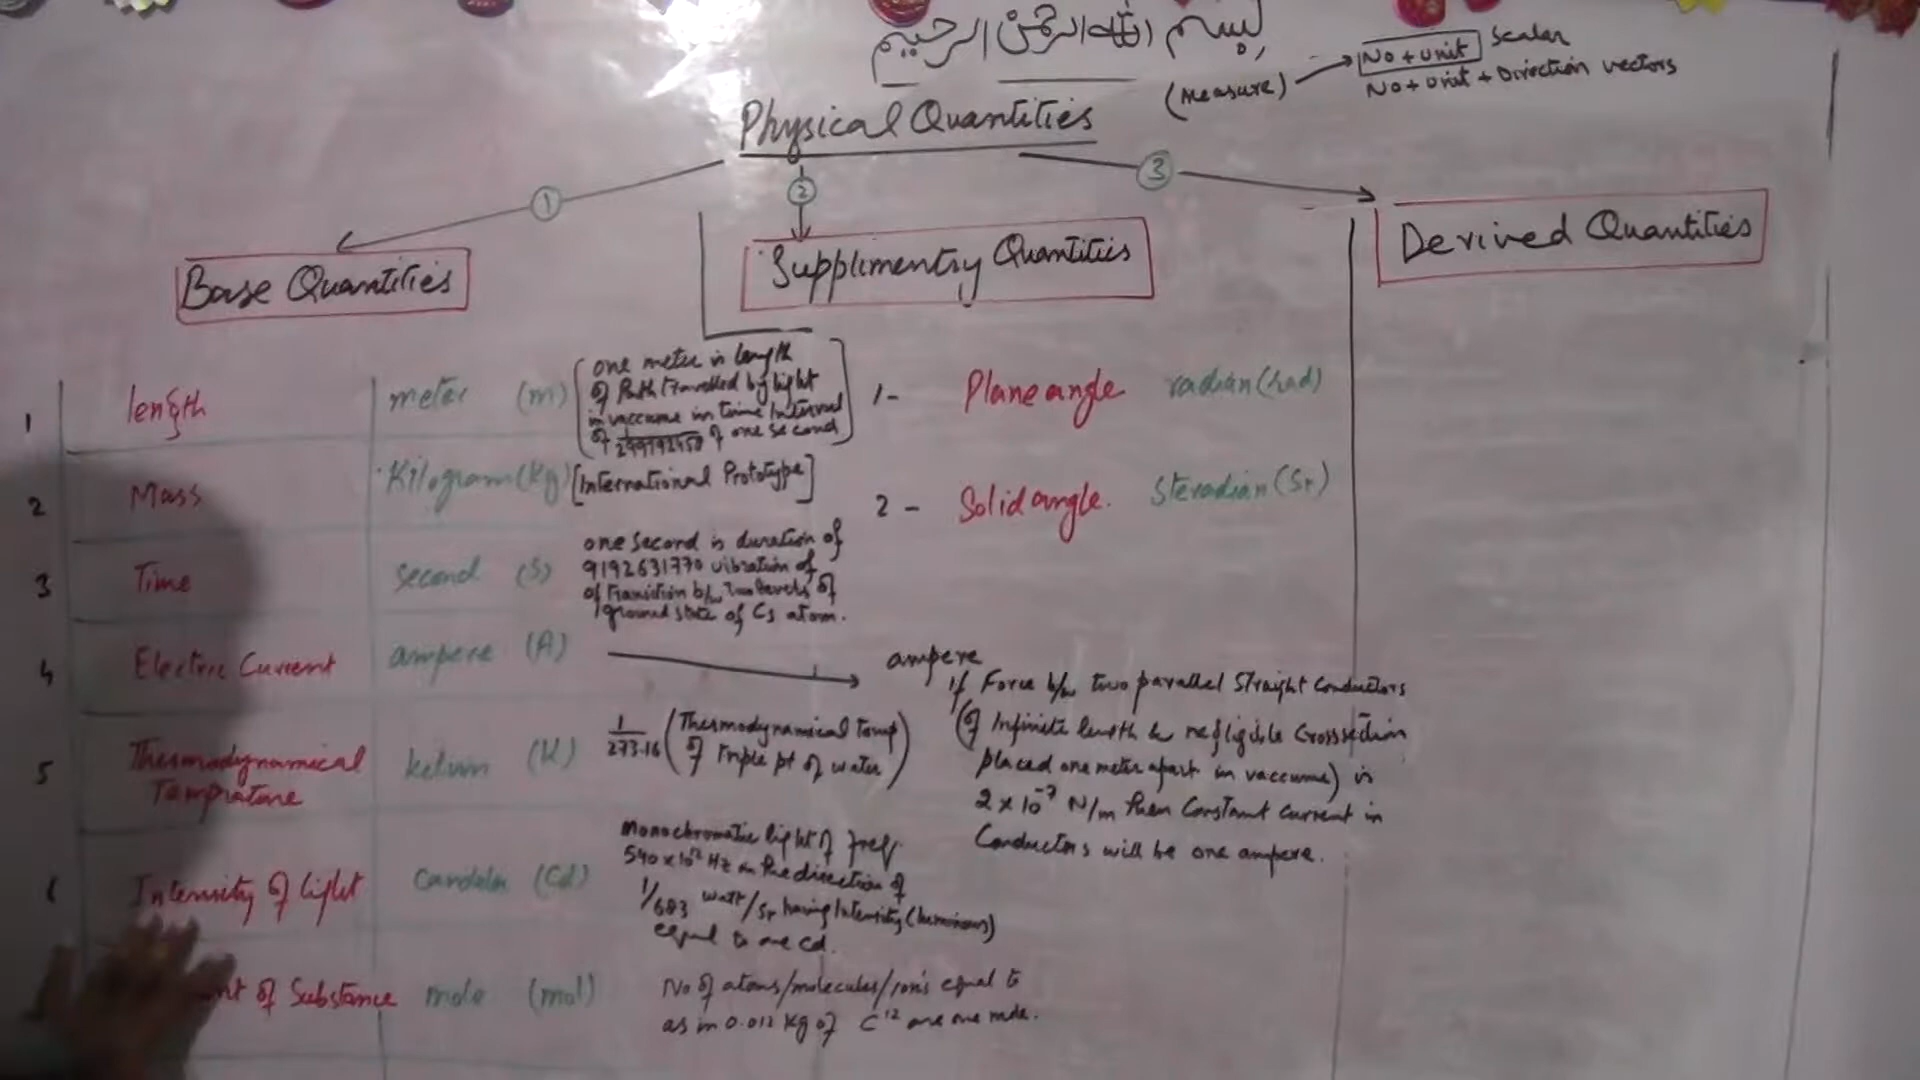 بسم الله الرحمن الرحيم
(measure)
No + Unit Scalar
No + Unit + Direction vectors
Physical Quantities
1
2
3
Base Quantities
Supplimentry Quantities
Derived Quantities
1 length meter (m)
one meter is length
of Path Travelled by light
in vaccume in time Interval
of 1/299792458 of one second
2 Mass Kilogram (Kg) [International Prototype]
3 Time second (S)
one second is duration of
9192631770 vibration of
of Transition b/w Two levels of
ground state of Cs atom.
4 Electric Current ampere (A)
5 Thermodynamical
Temprature kelvin (K)
1/273.16 (Thermodynamical Temp
of Triple pt of water)
6 Intensity of light Candela (Cd)
Monochromatic light of freq.
540 x 10¹² Hz in the direction of
1/683 watt/Sr having Intensity (luminous)
equal to one cd.
nt of Substance mole (mol)
No of atoms/molecules/ions equal to
as in 0.012 Kg of C¹² are one mole.
1- Plane angle radian (rad)
2- Solid angle. Steradian (Sr)
ampere
If Force b/w two parallel Straight Conductors
(of Infinite length & negligible Crosssection
placed one meter apart in vaccume) is
2 x 10⁻⁷ N/m then Constant current in
Conductors will be one ampere.